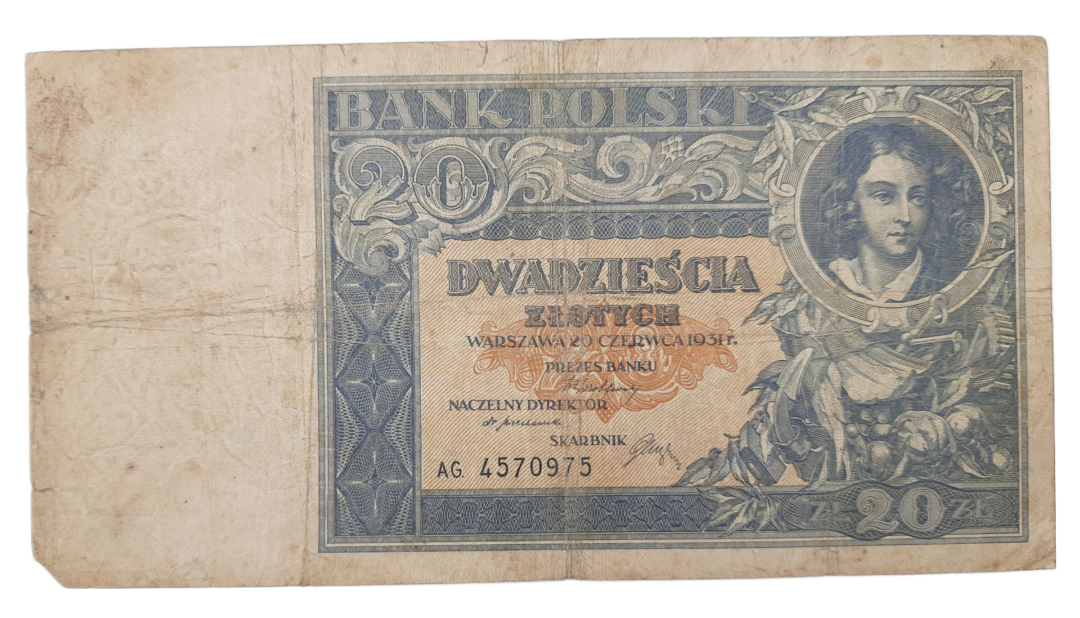 BANK POLSKI
20
DWADZIEŚCIA
ZŁOTYCH
WARSZAWA 20 CZERWCA 1931 r.
PREZES BANKU
NACZELNY DYREKTOR
SKARBNIK
AG. 4570975
ZŁ 20 ZŁ